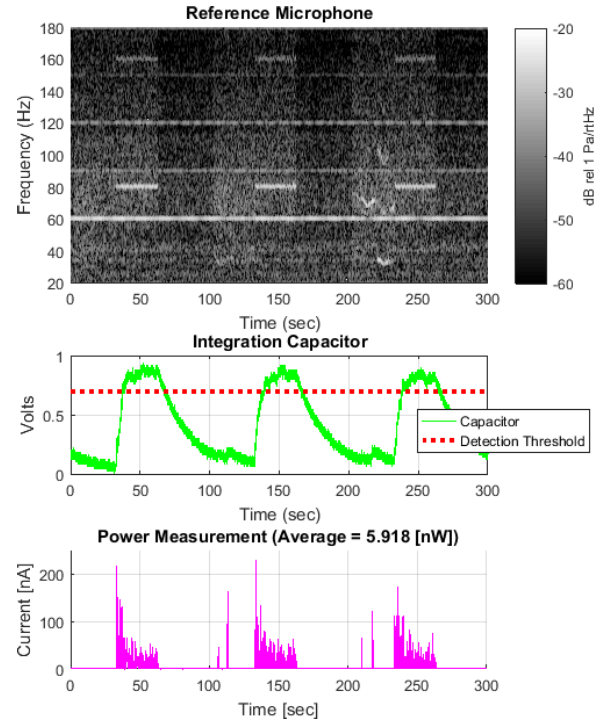 Reference Microphone
180
160
140
120
100
80
60
40
20
Frequency (Hz)
0 50 100 150 200 250 300
Time (sec)
-20
-30
-40
-50
-60
dB rel 1 Pa/rtHz
Integration Capacitor
1
0.5
0
Volts
Capacitor
Detection Threshold
0 50 100 150 200 250 300
Time (sec)
Power Measurement (Average = 5.918 [nW])
200
100
0
Current [nA]
0 50 100 150 200 250 300
Time [sec]